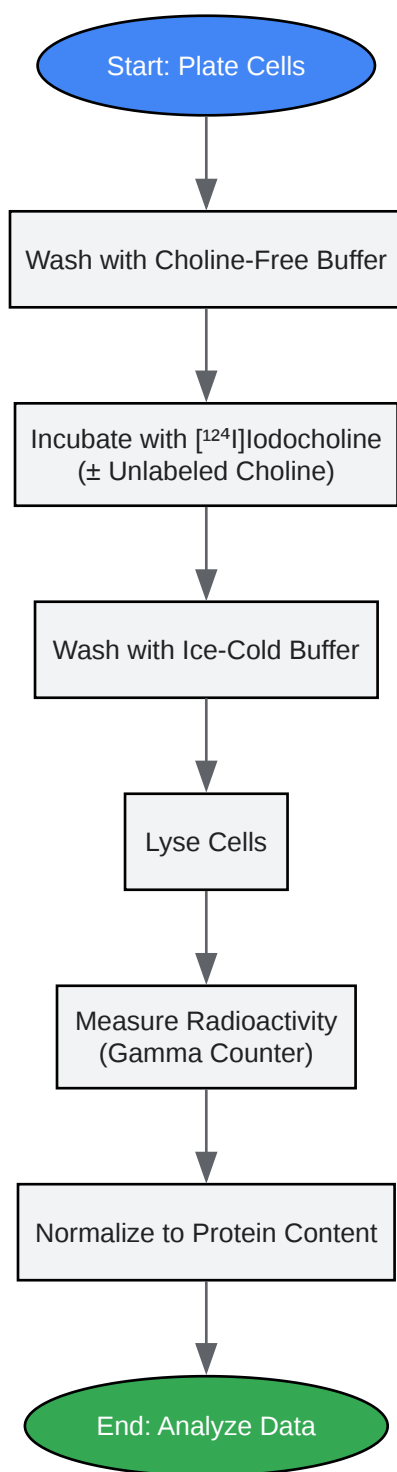 Start: Plate Cells
Wash with Choline-Free Buffer
Incubate with [¹²⁴I]Iodocholine
(± Unlabeled Choline)
Wash with Ice-Cold Buffer
Lyse Cells
Measure Radioactivity
(Gamma Counter)
Normalize to Protein Content
End: Analyze Data